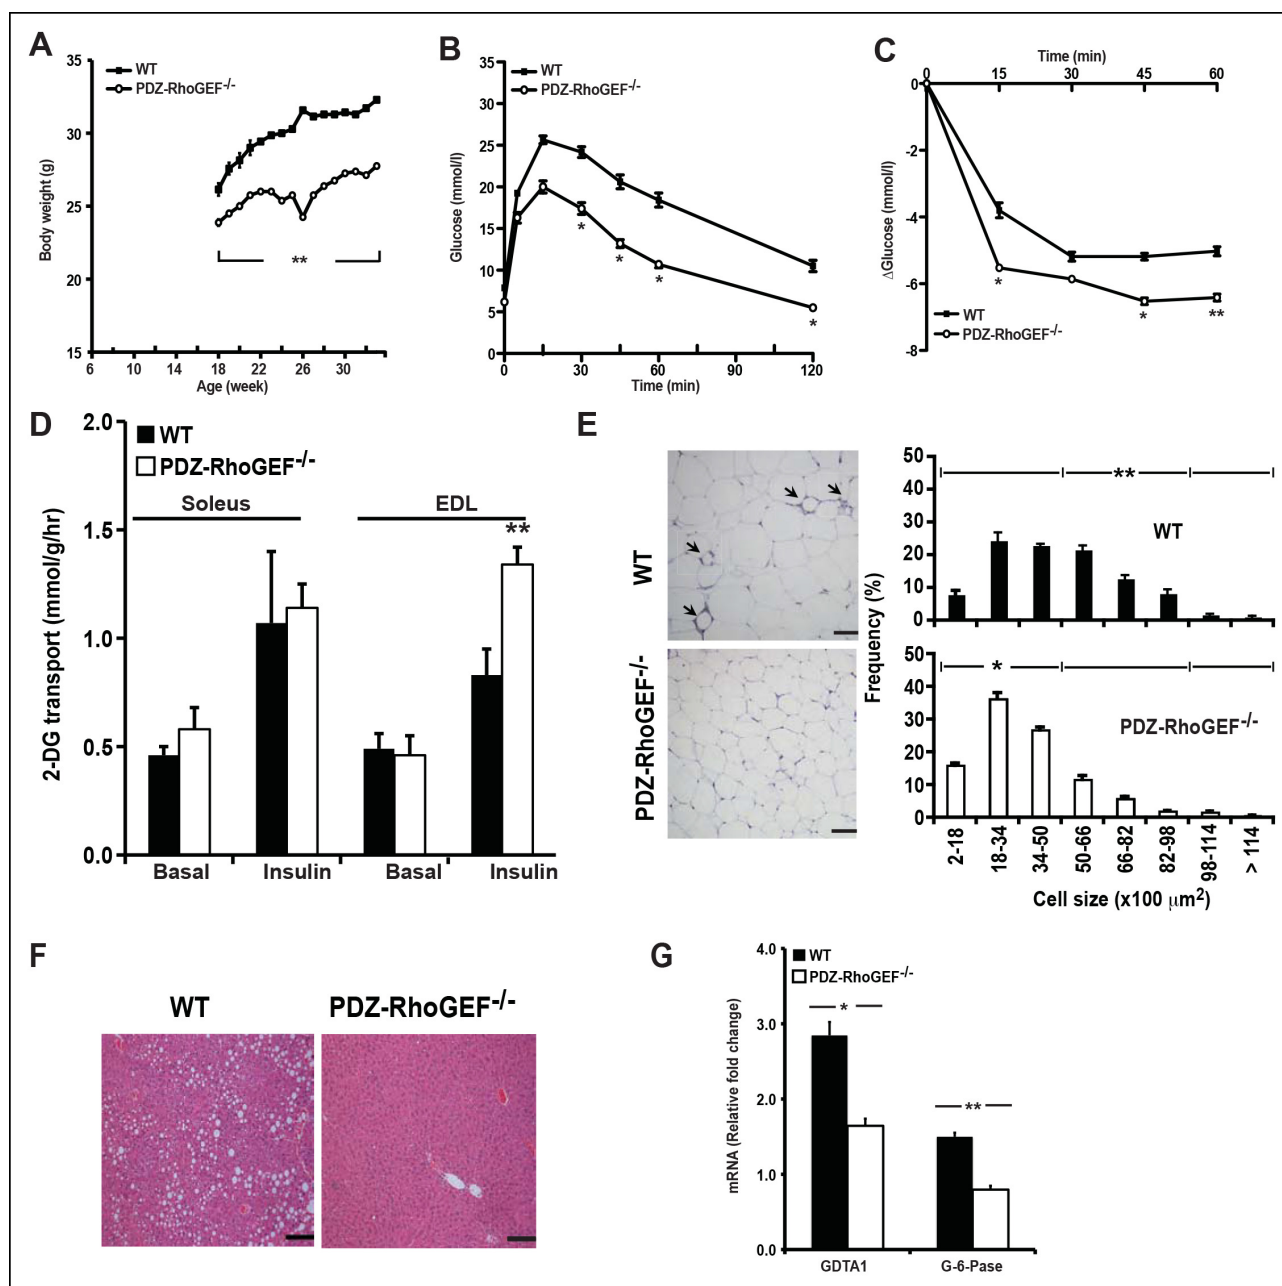 A
WT
PDZ-RhoGEF-/-
35
30
25
20
15
Body weight (g)
**
6 10 14 18 22 26 30
Age (week)
B
WT
PDZ-RhoGEF-/-
35
30
25
20
15
10
5
0
Glucose (mmol/l)
*
*
*
*
0 30 60 90 120
Time (min)
C
Time (min)
0 15 30 45 60
0
-2
-4
-6
-8
ΔGlucose (mmol/l)
*
*
**
WT
PDZ-RhoGEF-/-
D
WT
PDZ-RhoGEF-/-
2.0
1.5
1.0
0.5
0.0
2-DG transport (mmol/g/hr)
Soleus EDL
**
Basal Insulin Basal Insulin
E
WT
PDZ-RhoGEF-/-
Frequency (%)
50
40
30
20
10
0
**
WT
50
40
30
20
10
0
*
PDZ-RhoGEF-/-
2-18
18-34
34-50
50-66
66-82
82-98
98-114
> 114
Cell size (x100 μm2)
F
WT PDZ-RhoGEF-/-
G
WT
PDZ-RhoGEF-/-
4.0
3.0
2.0
1.0
0.0
mRNA (Relative fold change)
*
**
GDTA1 G-6-Pase